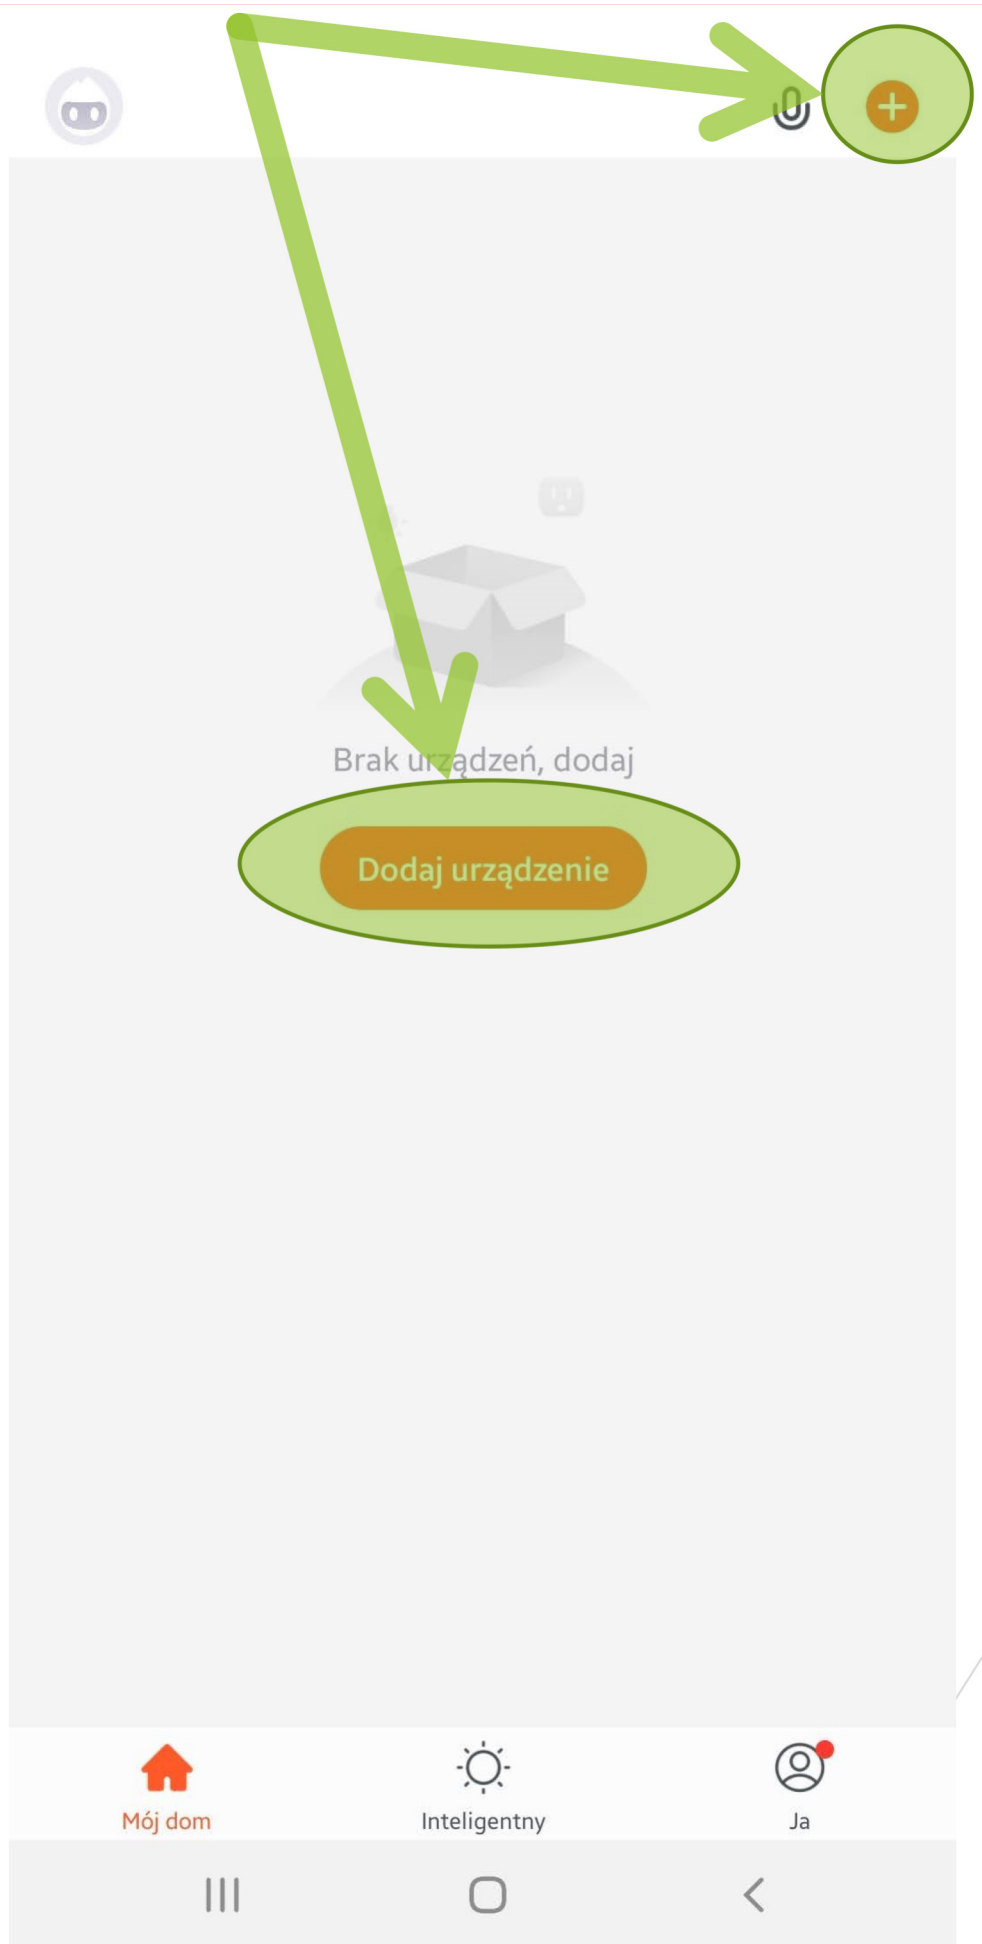 Brak urządzeń, dodaj
Dodaj urządzenie
Mój dom
Inteligentny
Ja